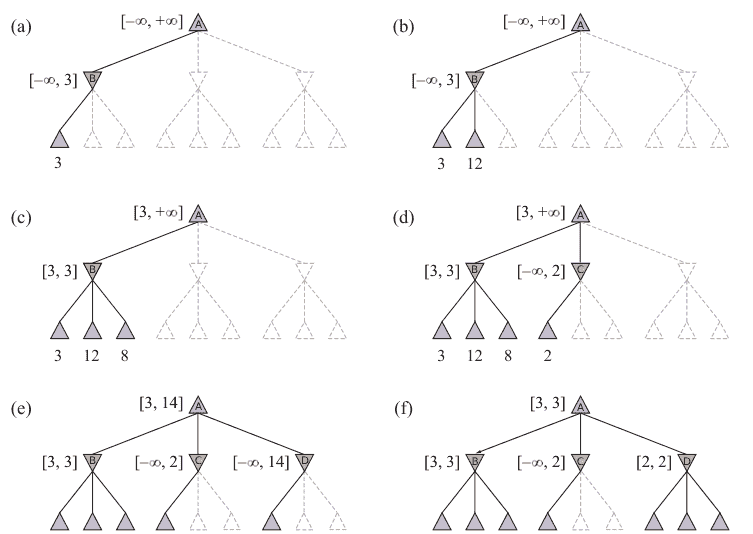 (a) [−∞, +∞] A
[−∞, 3] B
3
(b) [−∞, +∞] A
[−∞, 3] B
3 12
(c) [3, +∞] A
[3, 3] B
3 12 8
(d) [3, +∞] A
[3, 3] B [−∞, 2] C
3 12 8 2
(e) [3, 14] A
[3, 3] B [−∞, 2] C [−∞, 14] D
(f) [3, 3] A
[3, 3] B [−∞, 2] C [2, 2] D